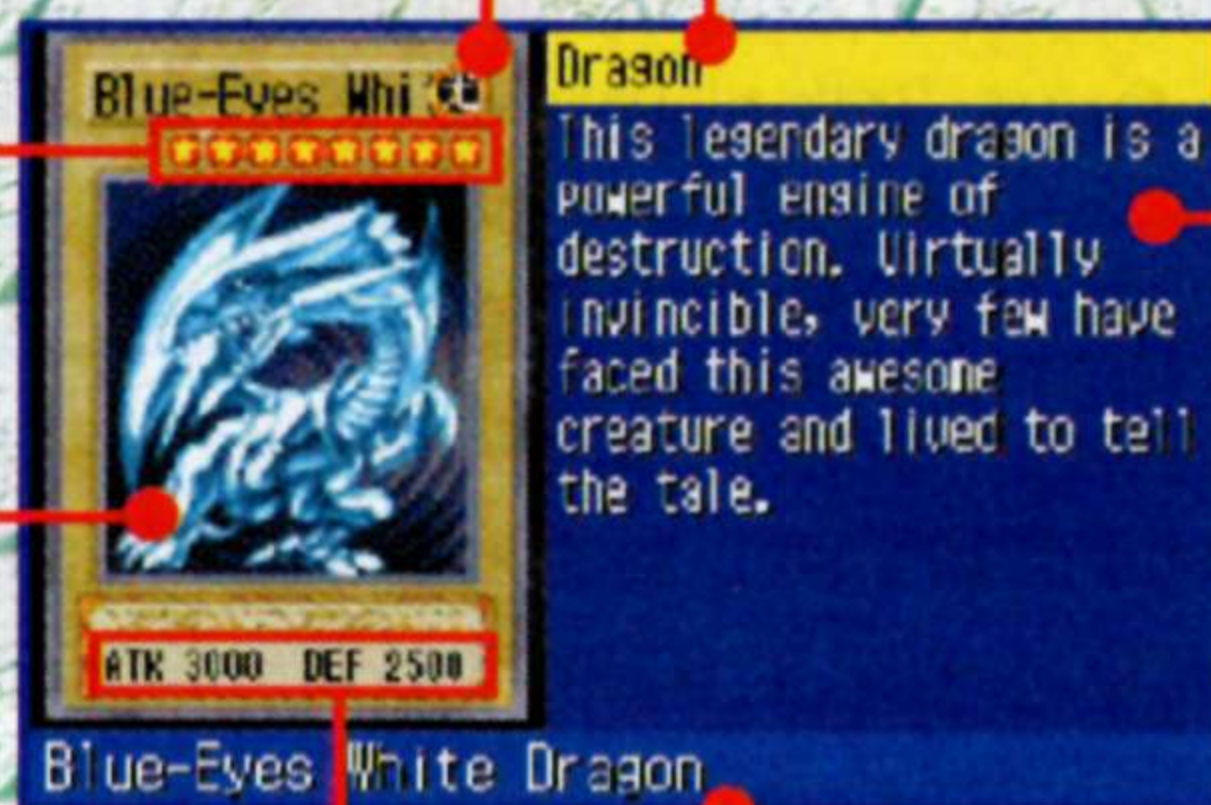 Blue-Eyes Whi
ATK 3000 DEF 2500
Dragon
This legendary dragon is a
powerful engine of
destruction. Virtually
invincible, very few have
faced this awesome
creature and lived to tell
the tale.
Blue-Eyes White Dragon